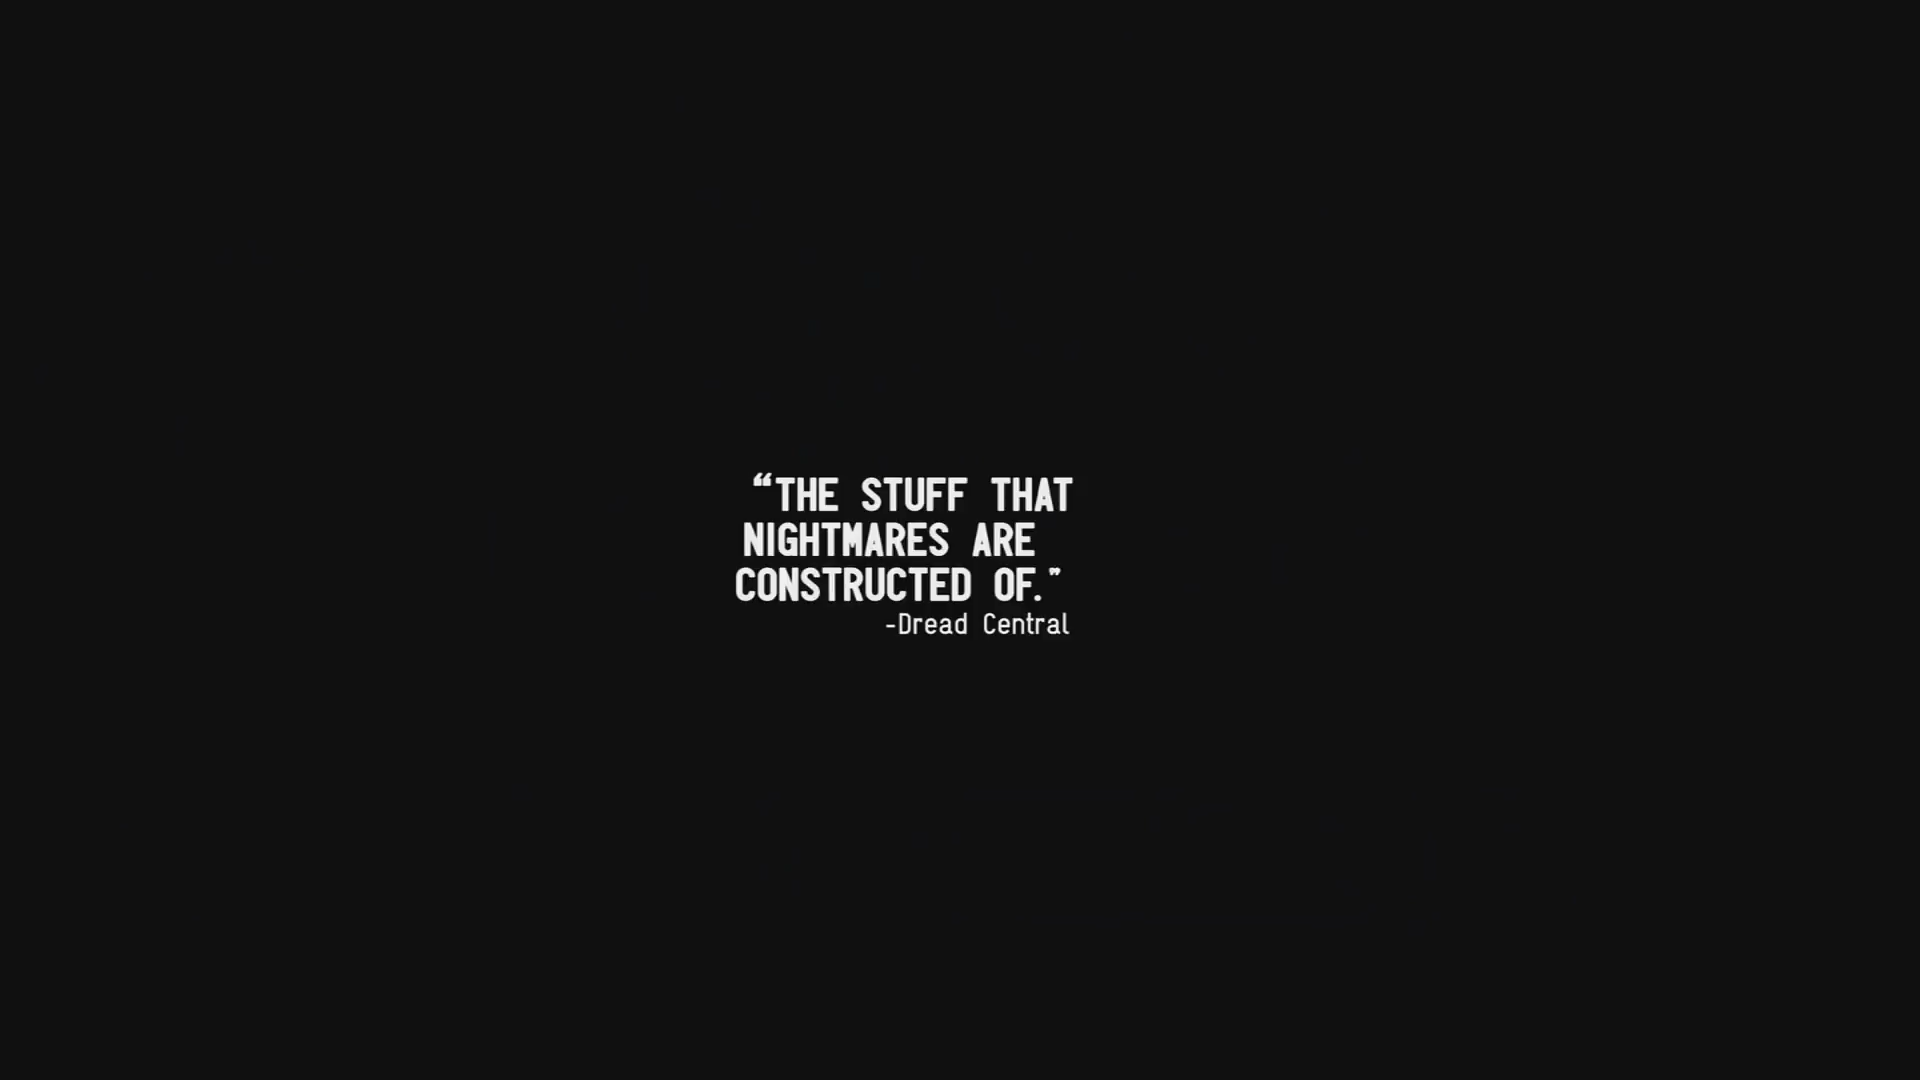 “THE STUFF THAT
NIGHTMARES ARE
CONSTRUCTED OF.”
-Dread Central